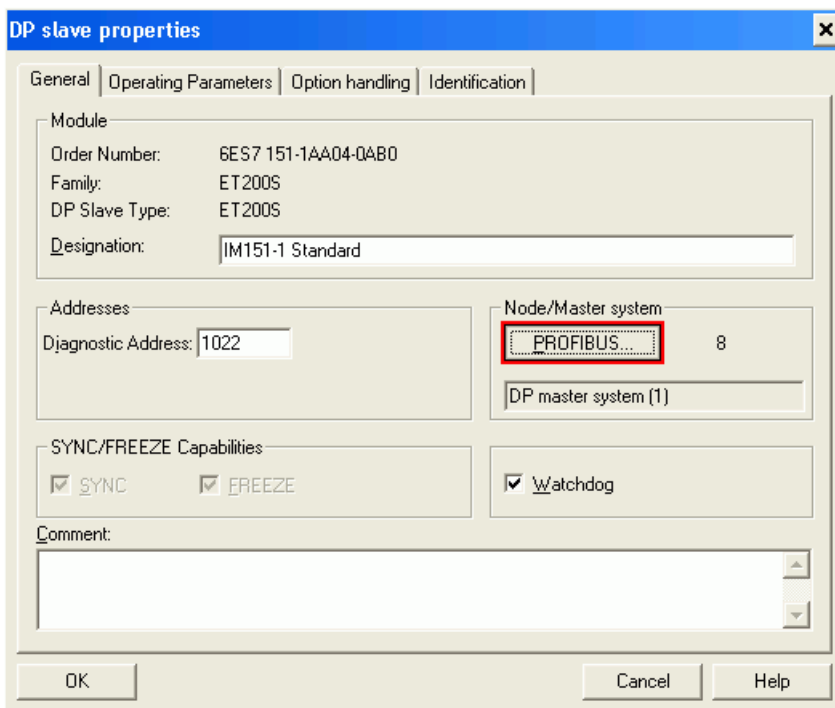 DP slave properties
General Operating Parameters Option handling Identification
Module
Order Number: 6ES7 151-1AA04-0AB0
Family: ET200S
DP Slave Type: ET200S
Designation: IM151-1 Standard
Addresses
Diagnostic Address: 1022
Node/Master system
PROFIBUS... 8
DP master system (1)
SYNC/FREEZE Capabilities
SYNC FREEZE
Watchdog
Comment:
OK Cancel Help